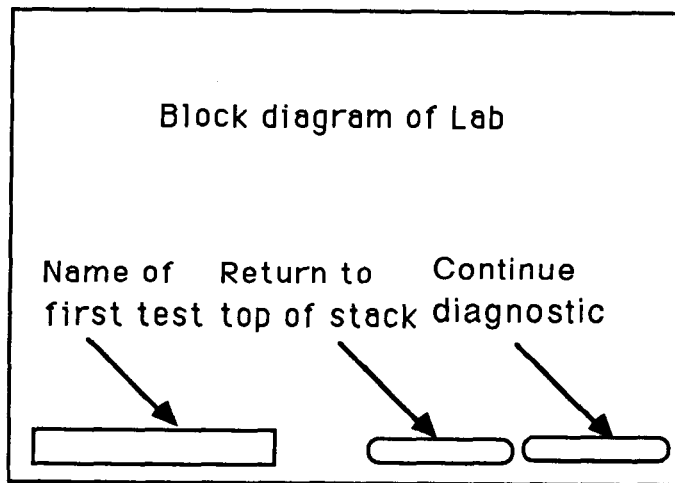 Block diagram of Lab
Name of
first test
Return to
top of stack
Continue
diagnostic